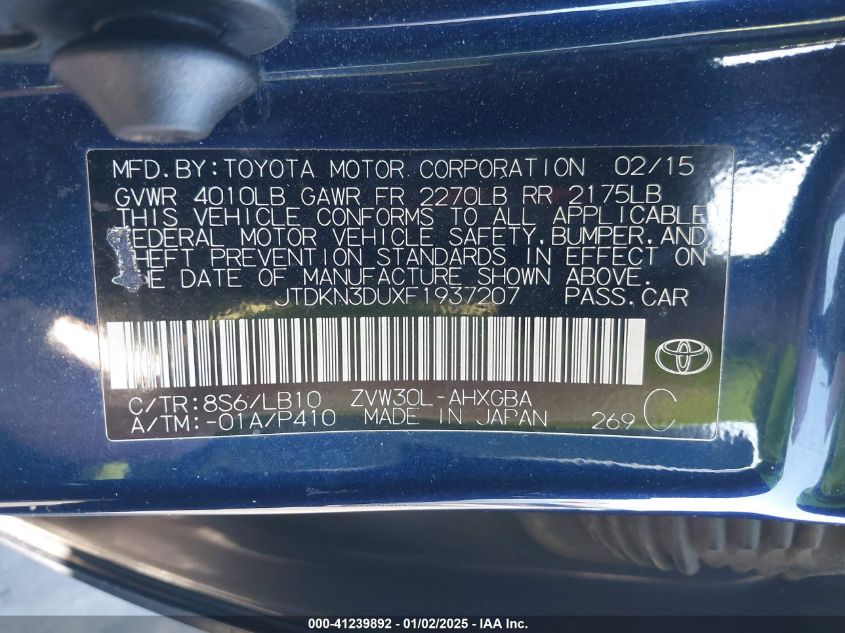 MFD.BY:TOYOTA MOTOR CORPORATION 02/15
GVWR 4010LB GAWR FR 2270LB RR 2175LB
THIS VEHICLE CONFORMS TO ALL APPLICABLE
FEDERAL MOTOR VEHICLE SAFETY,BUMPER,AND
THEFT PREVENTION STANDARDS IN EFFECT ON
THE DATE OF MANUFACTURE SHOWN ABOVE.
JTDKN3DUXF1937207 PASS.CAR
C/TR:8S6/LB10 ZVW30L-AHXGBA
A/TM:-01A/P410 MADE IN JAPAN 269 C
000-41239892 - 01/02/2025 - IAA Inc.